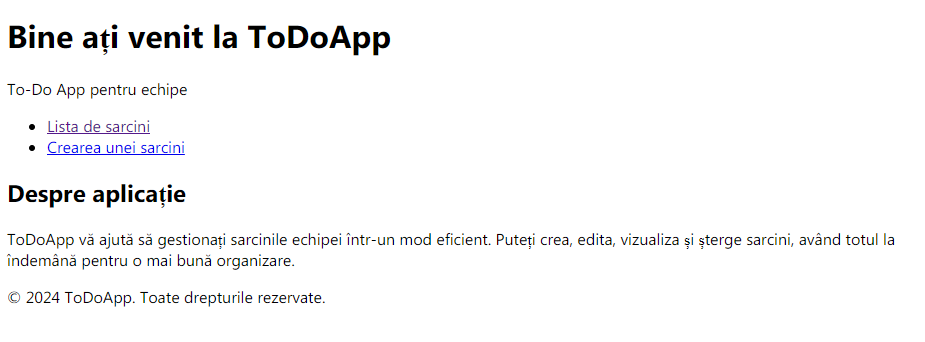 Bine ați venit la ToDoApp
To-Do App pentru echipe
Lista de sarcini
Crearea unei sarcini
Despre aplicație
ToDoApp vă ajută să gestionați sarcinile echipei într-un mod eficient. Puteți crea, edita, vizualiza și șterge sarcini, având totul la
îndemână pentru o mai bună organizare.
© 2024 ToDoApp. Toate drepturile rezervate.